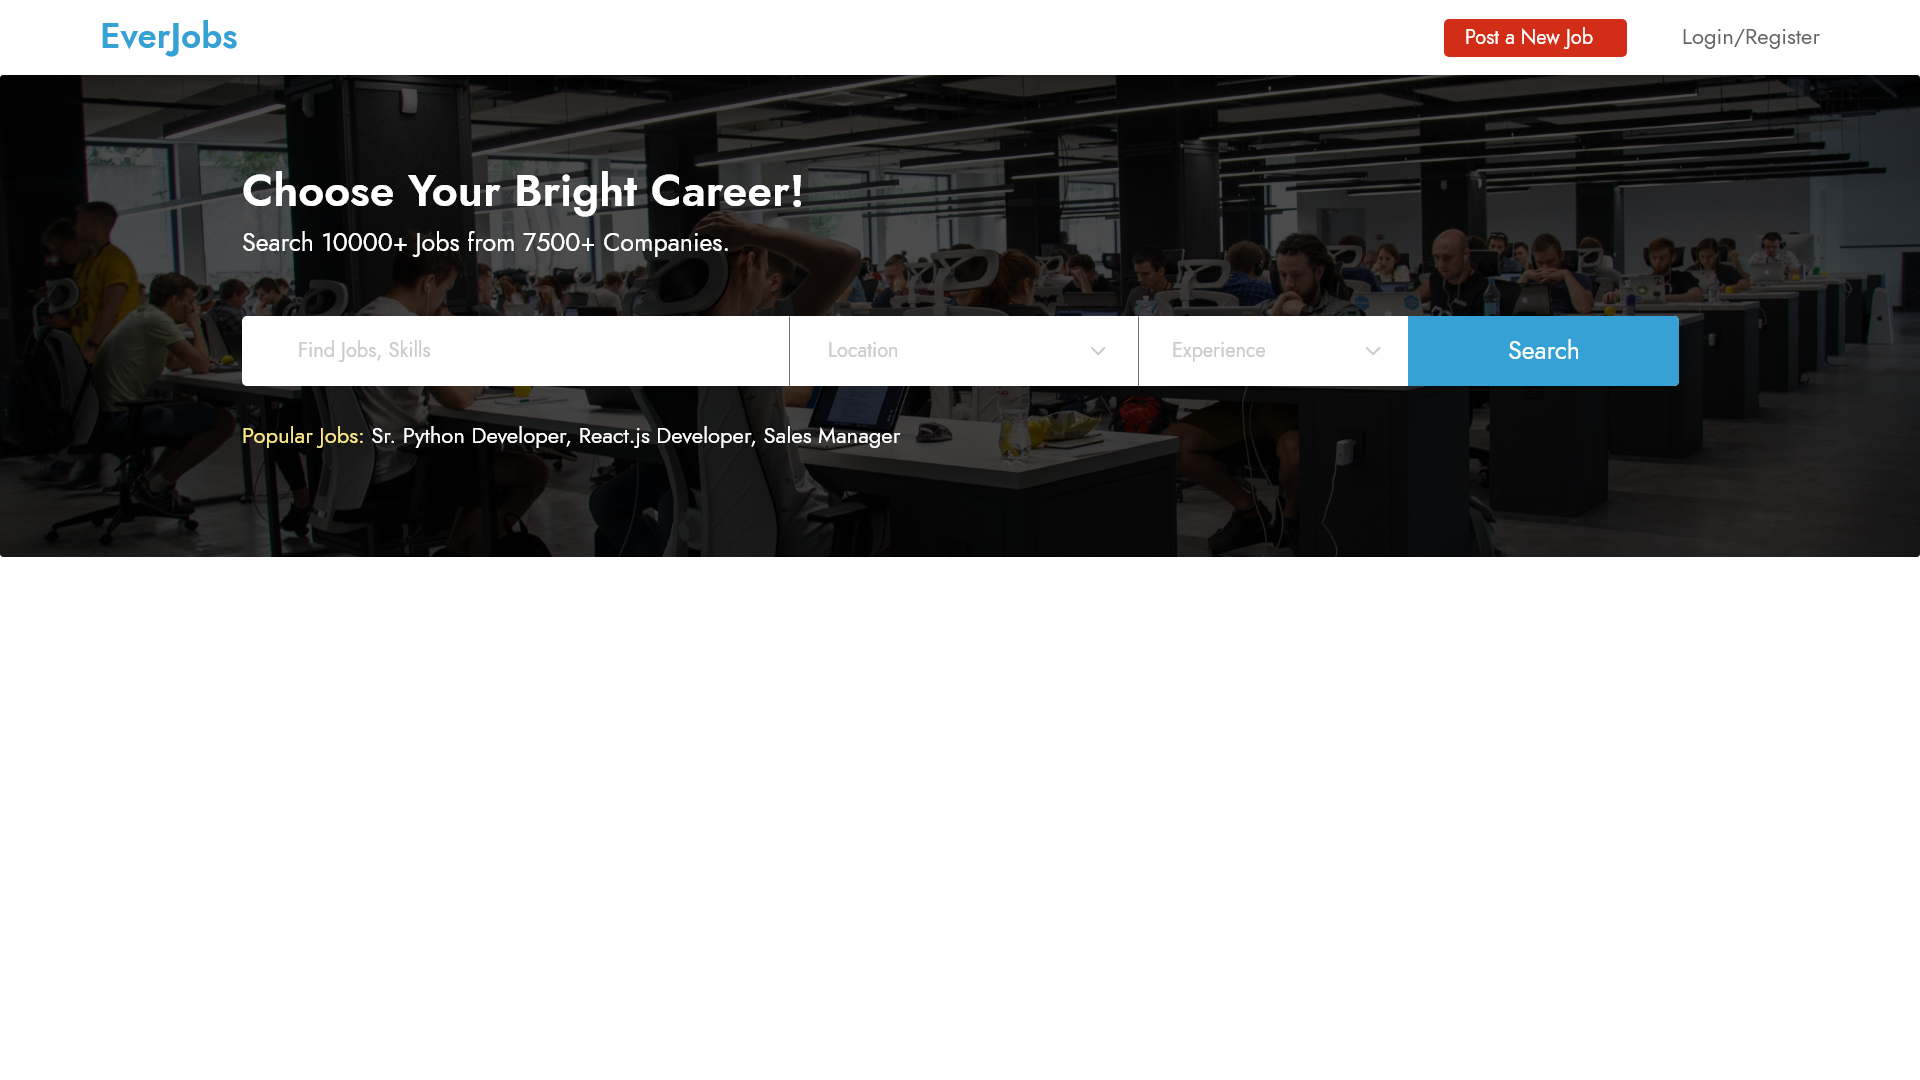 EverJobs
Post a New Job
Login/Register
Choose Your Bright Career!
Search 10000+ Jobs from 7500+ Companies.
Find Jobs, Skills
Location
Experience
Search
Popular Jobs: Sr. Python Developer, React.js Developer, Sales Manager